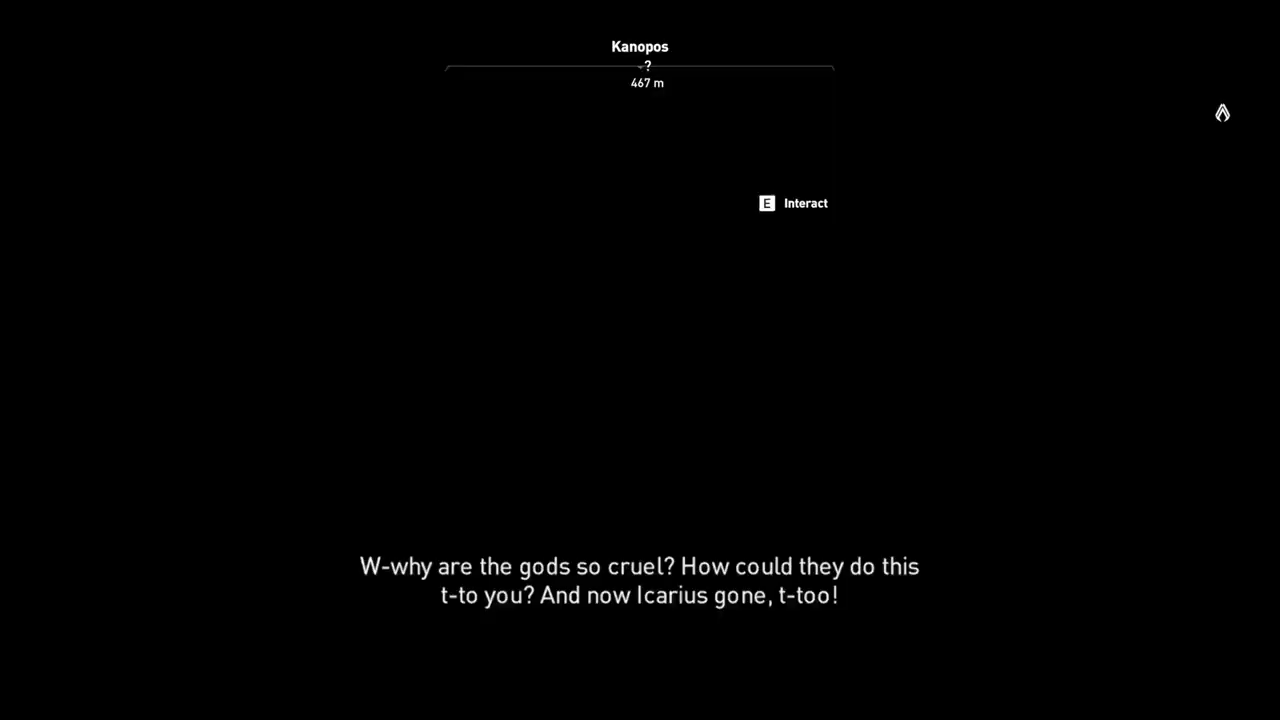 Kanopos
?
467 m
E Interact
W-why are the gods so cruel? How could they do this
t-to you? And now Icarius gone, t-too!